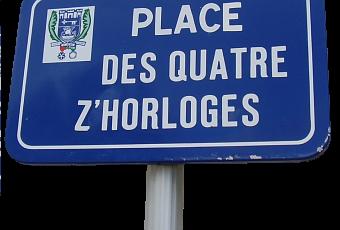 PLACE
DES QUATRE
Z'HORLOGES